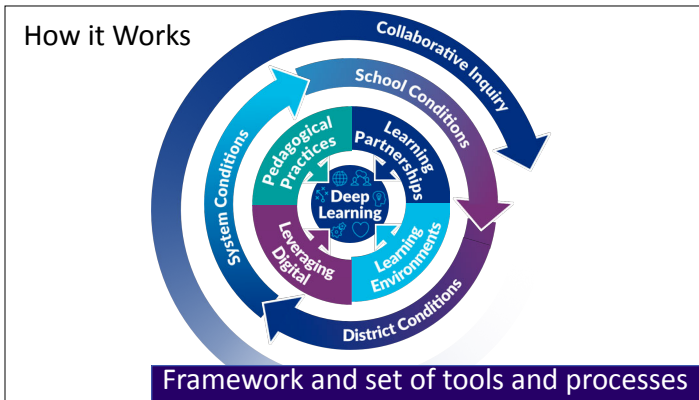 How it Works
Collaborative Inquiry
School Conditions
System Conditions
Pedagogical
Practices
Learning
Partnerships
Deep
Learning
Leveraging
Digital
Learning
Environments
District Conditions
Framework and set of tools and processes